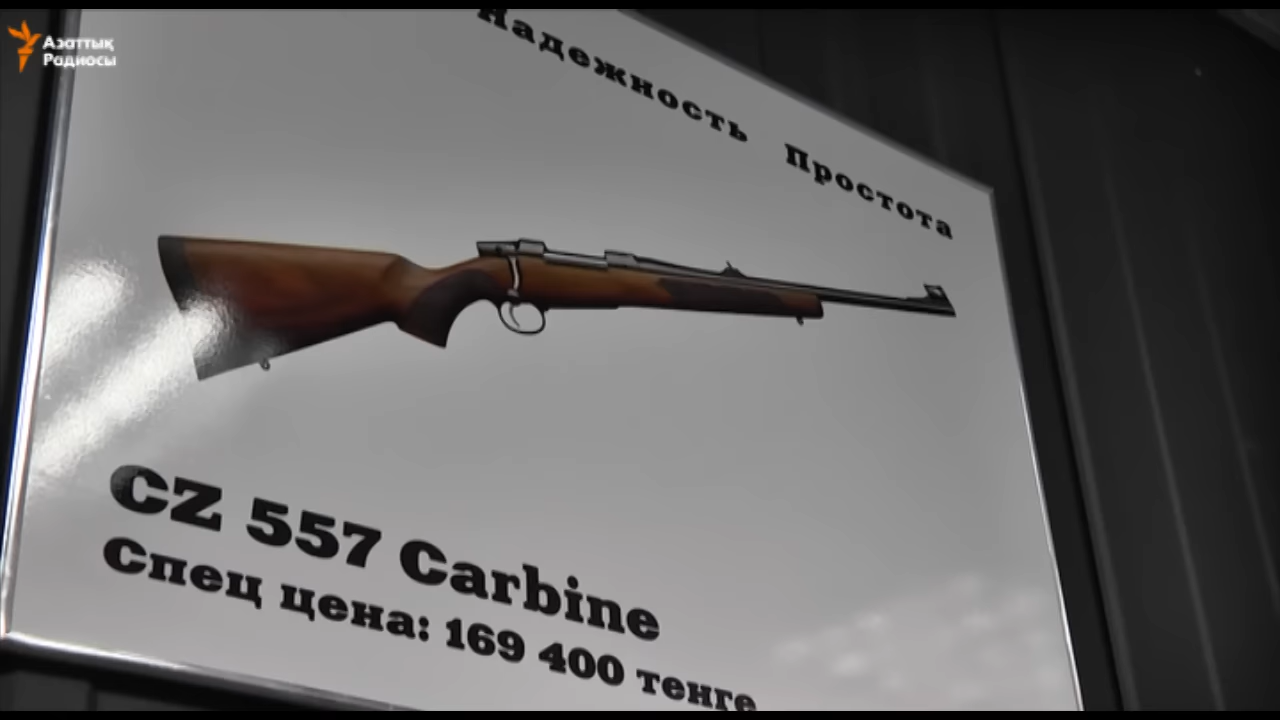 Азаттық
Радиосы
Надежность Простота
CZ 557 Carbine
Спец цена: 169 400 тенге